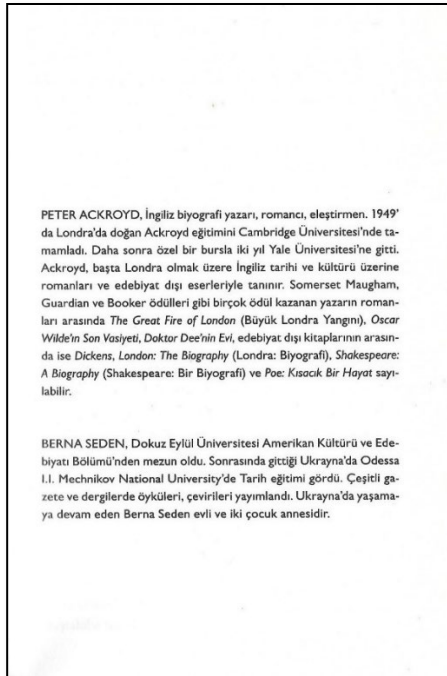 PETER ACKROYD, İngiliz biyografi yazarı, romancı, eleştirmen. 1949'
da Londra'da doğan Ackroyd eğitimini Cambridge Üniversitesi'nde ta-
mamladı. Daha sonra özel bir bursla iki yıl Yale Üniversitesi'ne gitti.
Ackroyd, başta Londra olmak üzere İngiliz tarihi ve kültürü üzerine
romanları ve edebiyat dışı eserleriyle tanınır. Somerset Maugham,
Guardian ve Booker ödülleri gibi birçok ödül kazanan yazarın roman-
ları arasında The Great Fire of London (Büyük Londra Yangını), Oscar
Wilde'ın Son Vasiyeti, Doktor Dee'nin Evi, edebiyat dışı kitaplarının arasın-
da ise Dickens, London: The Biography (Londra: Biyografi), Shakespeare:
A Biography (Shakespeare: Bir Biyografi) ve Poe: Kısacık Bir Hayat sayı-
labilir.
BERNA SEDEN, Dokuz Eylül Üniversitesi Amerikan Kültürü ve Ede-
biyatı Bölümü'nden mezun oldu. Sonrasında gittiği Ukrayna'da Odessa
I.I. Mechnikov National University'de Tarih eğitimi gördü. Çeşitli ga-
zete ve dergilerde öyküleri, çevirileri yayımlandı. Ukrayna'da yaşama-
ya devam eden Berna Seden evli ve iki çocuk annesidir.